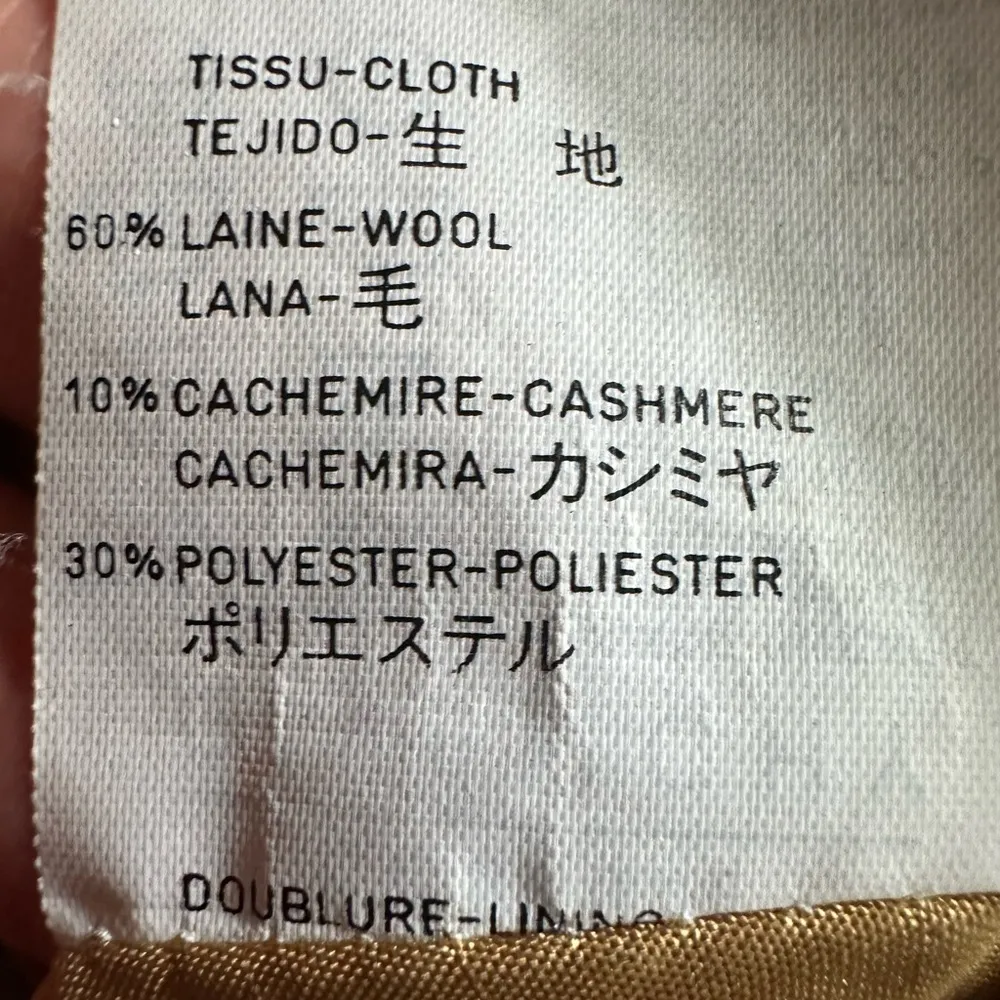 TISSU-CLOTH
TEJIDO-生 地
60% LAINE-WOOL
LANA-毛
10% CACHEMIRE-CASHMERE
CACHEMIRA-カシミヤ
30% POLYESTER-POLIESTER
ポリエステル
DOUBLURE-LINING